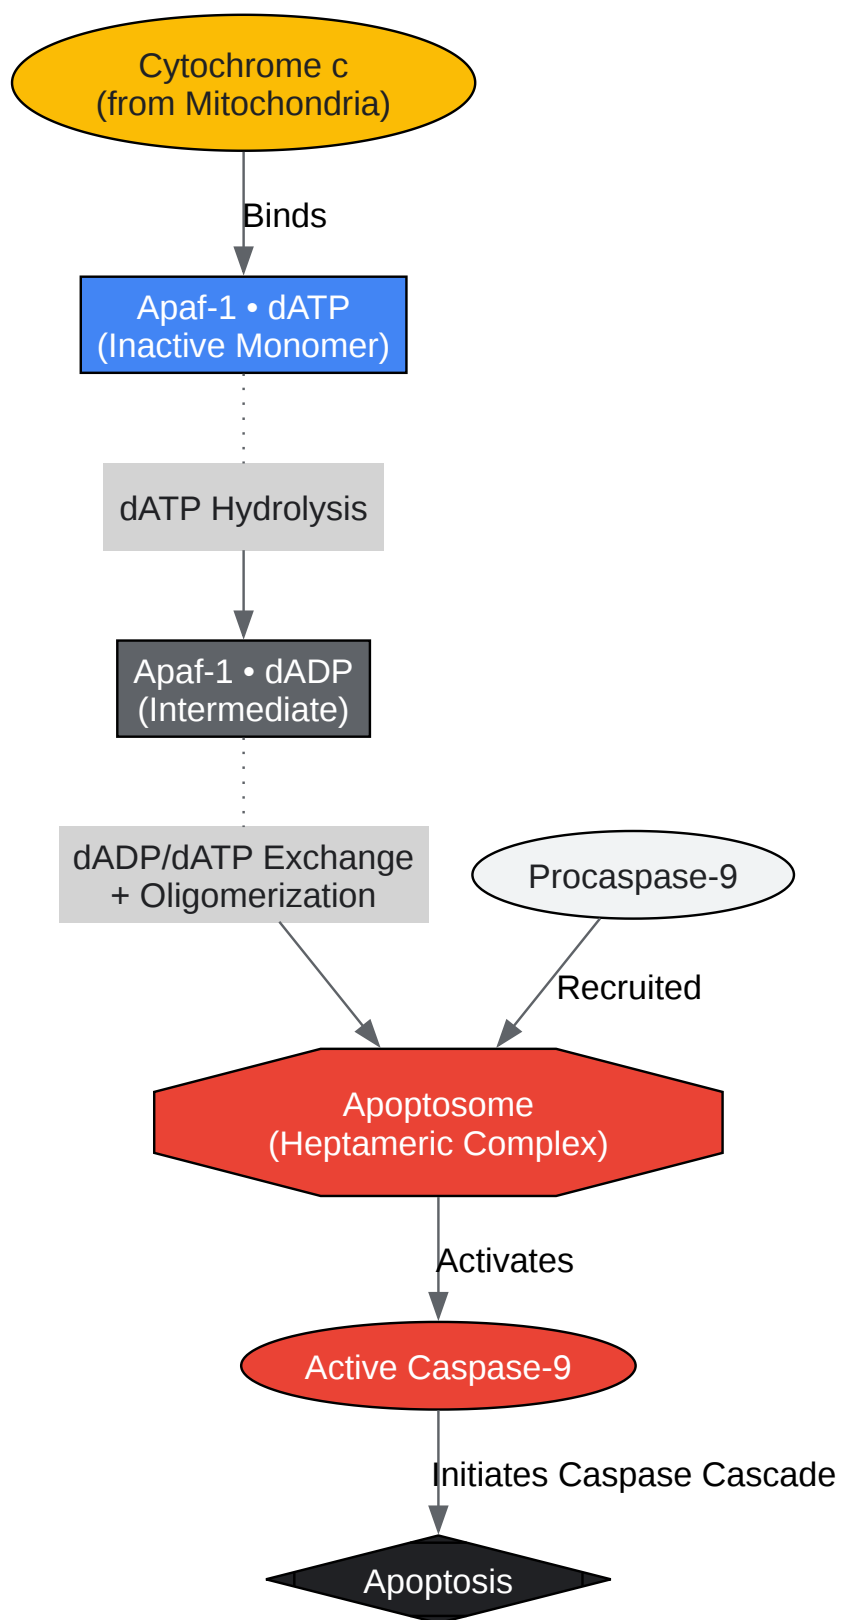 Cytochrome c
(from Mitochondria)
Binds
Apaf-1 • dATP
(Inactive Monomer)
dATP Hydrolysis
Apaf-1 • dADP
(Intermediate)
dADP/dATP Exchange
+ Oligomerization
Procaspase-9
Recruited
Apoptosome
(Heptameric Complex)
Activates
Active Caspase-9
Initiates Caspase Cascade
Apoptosis